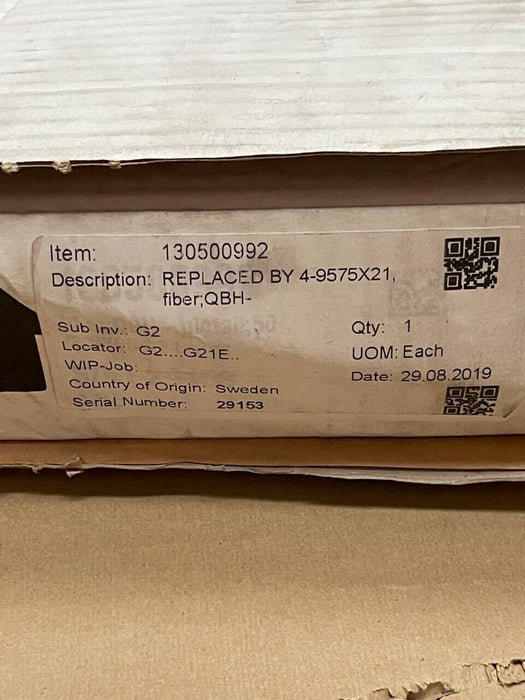 Item: 130500992
Description: REPLACED BY 4-9575X21,
fiber;QBH-
Sub Inv.: G2
Qty: 1
Locator: G2....G21E..
UOM: Each
WIP-Job:
Date: 29.08.2019
Country of Origin: Sweden
Serial Number: 29153